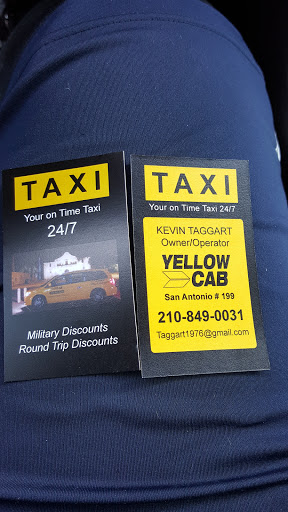 TAXI
Your on Time Taxi
24/7
Military Discounts
Round Trip Discounts
TAXI
Your on Time Taxi 24/7
KEVIN TAGGART
Owner/Operator
YELLOW
CAB
San Antonio # 199
210-849-0031
Taggart1976@gmail.com